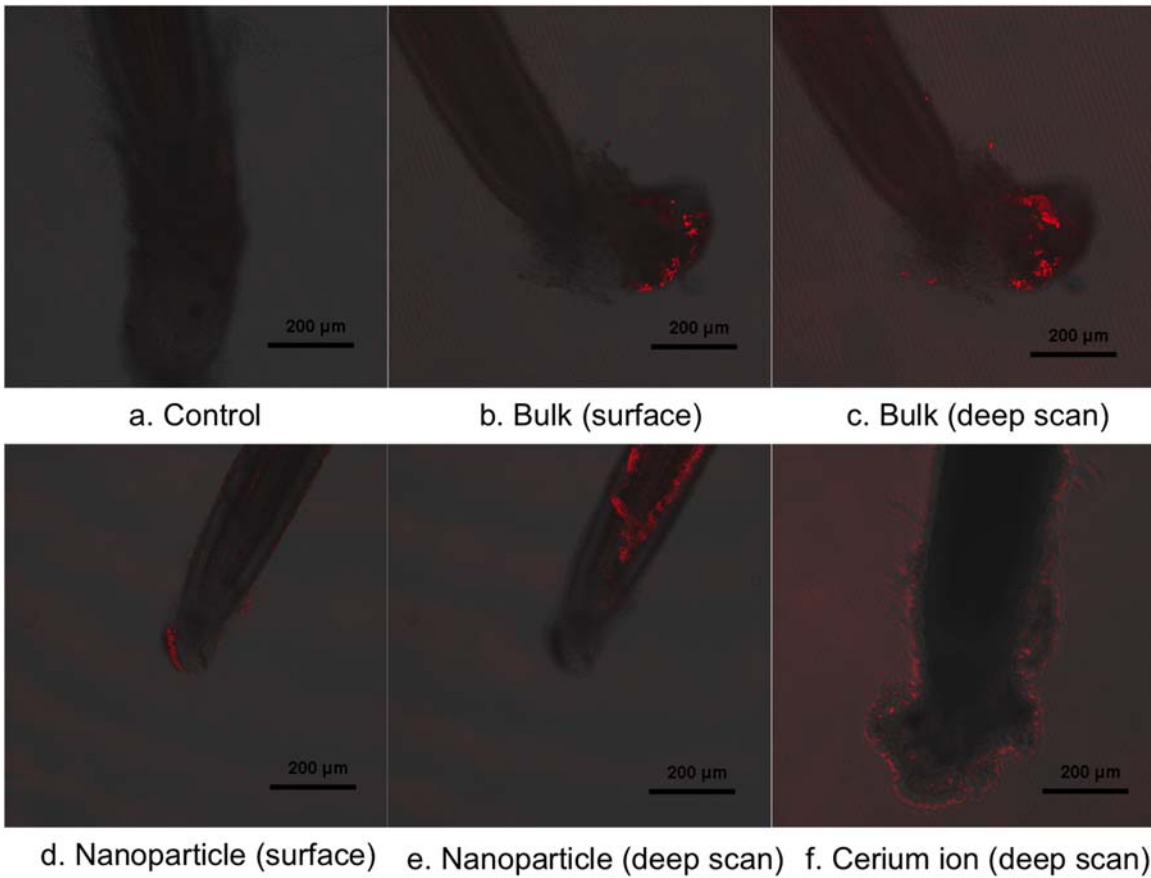 200 µm
200 µm
200 µm
a. Control
b. Bulk (surface)
c. Bulk (deep scan)
200 µm
200 µm
200 µm
d. Nanoparticle (surface)
e. Nanoparticle (deep scan)
f. Cerium ion (deep scan)